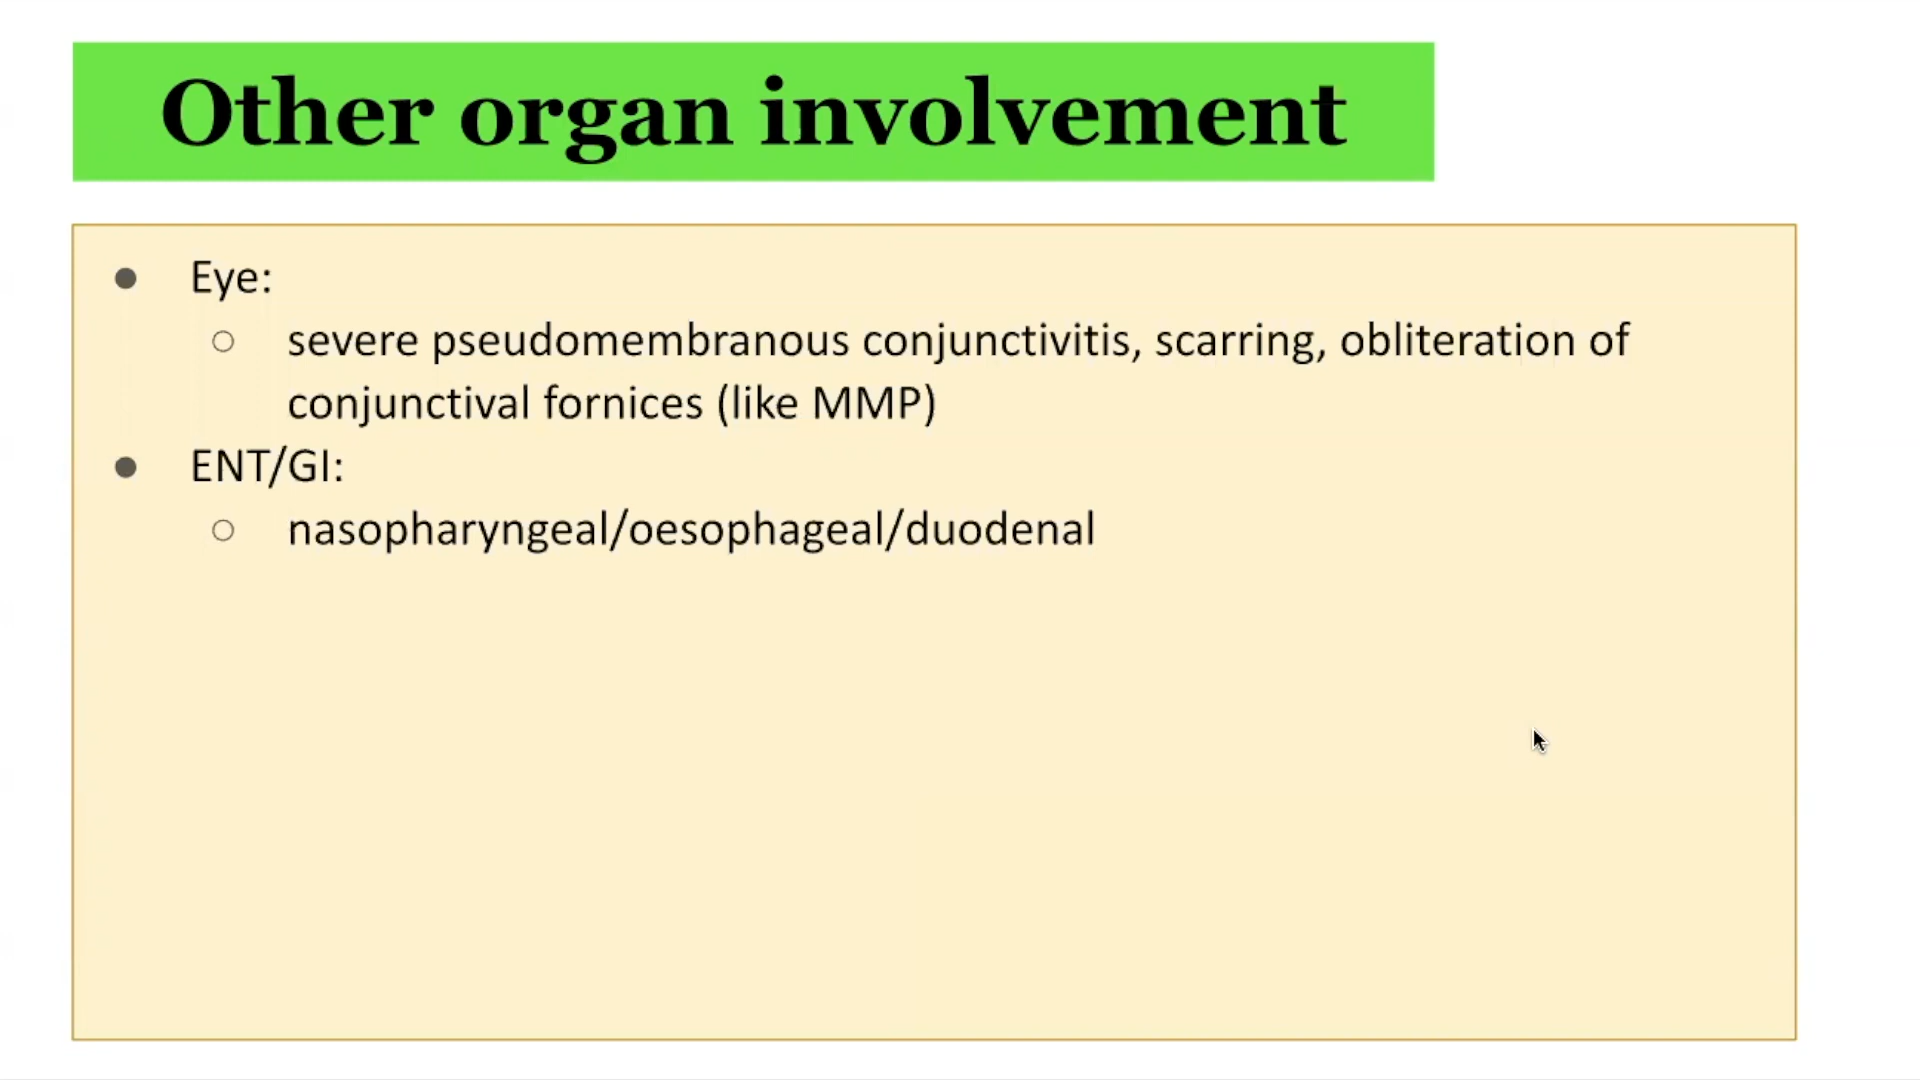 Other organ involvement
● Eye:
○ severe pseudomembranous conjunctivitis, scarring, obliteration of
conjunctival fornices (like MMP)
● ENT/GI:
○ nasopharyngeal/oesophageal/duodenal